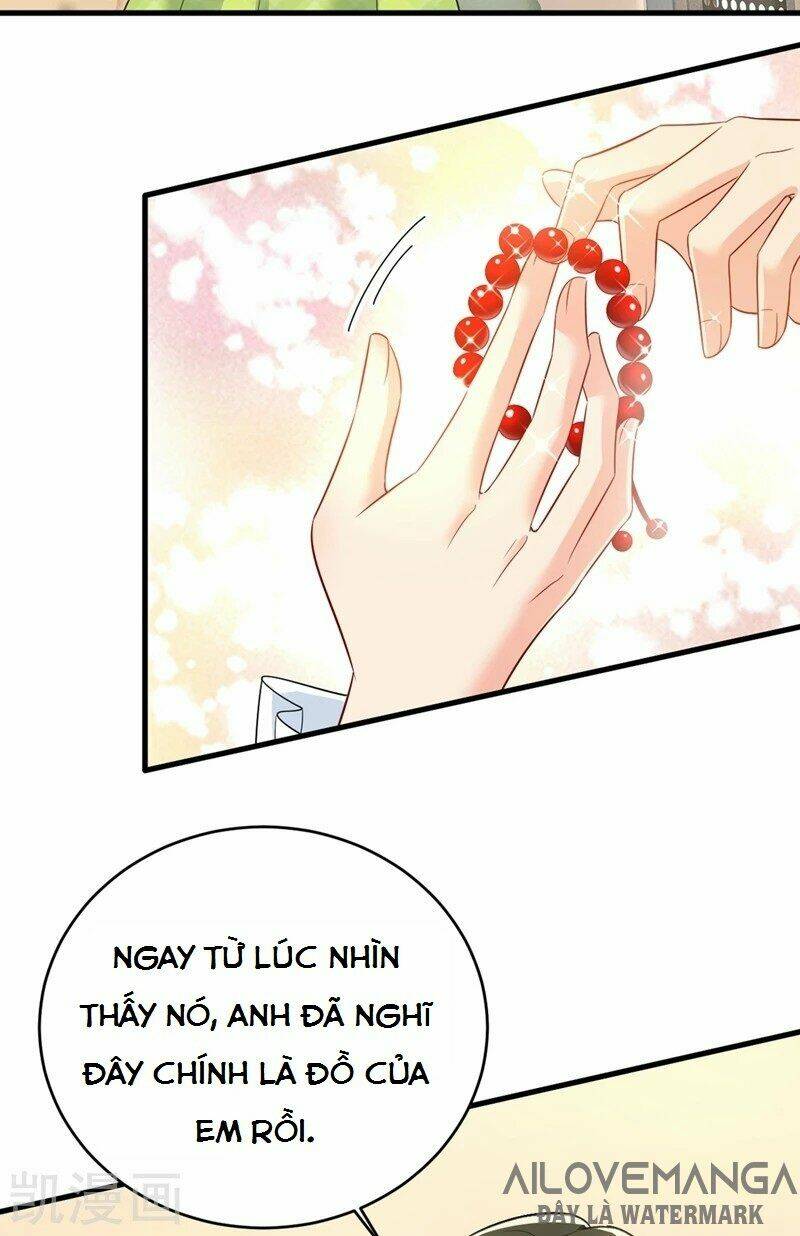 NGAY TỪ LÚC NHÌN
THẤY NÓ, ANH ĐÃ NGHĨ
ĐÂY CHÍNH LÀ ĐỒ CỦA
EM RỒI.
凯漫画
AILOVEMANGA
ĐÂY LÀ WATERMARK